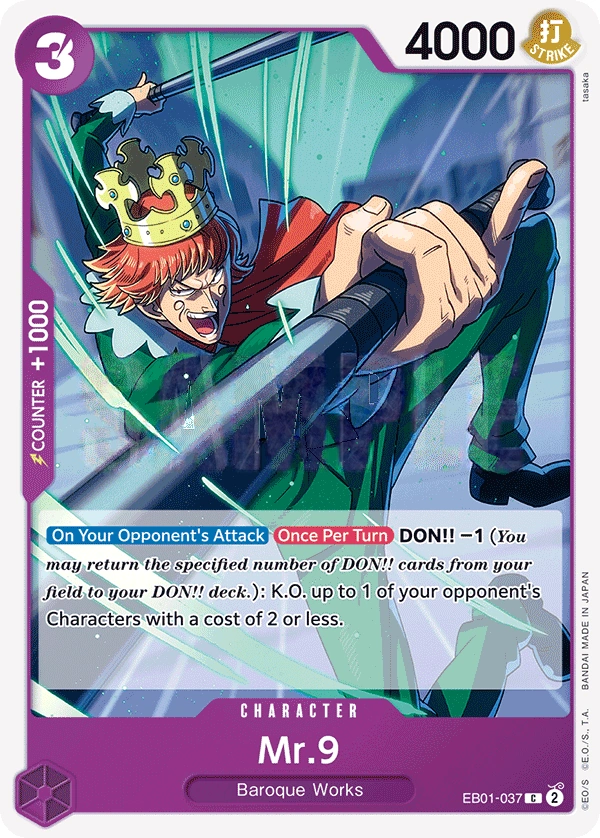 3
4000
打
STRIKE
tasaka
COUNTER +1000
SAMPLE
On Your Opponent's Attack Once Per Turn DON!! −1 (You
may return the specified number of DON!! cards from your
field to your DON!! deck.): K.O. up to 1 of your opponent's
Characters with a cost of 2 or less.
CHARACTER
Mr.9
Baroque Works
EB01-037 C 2
©EO/S ©E.O./S., T.A. BANDAI MADE IN JAPAN